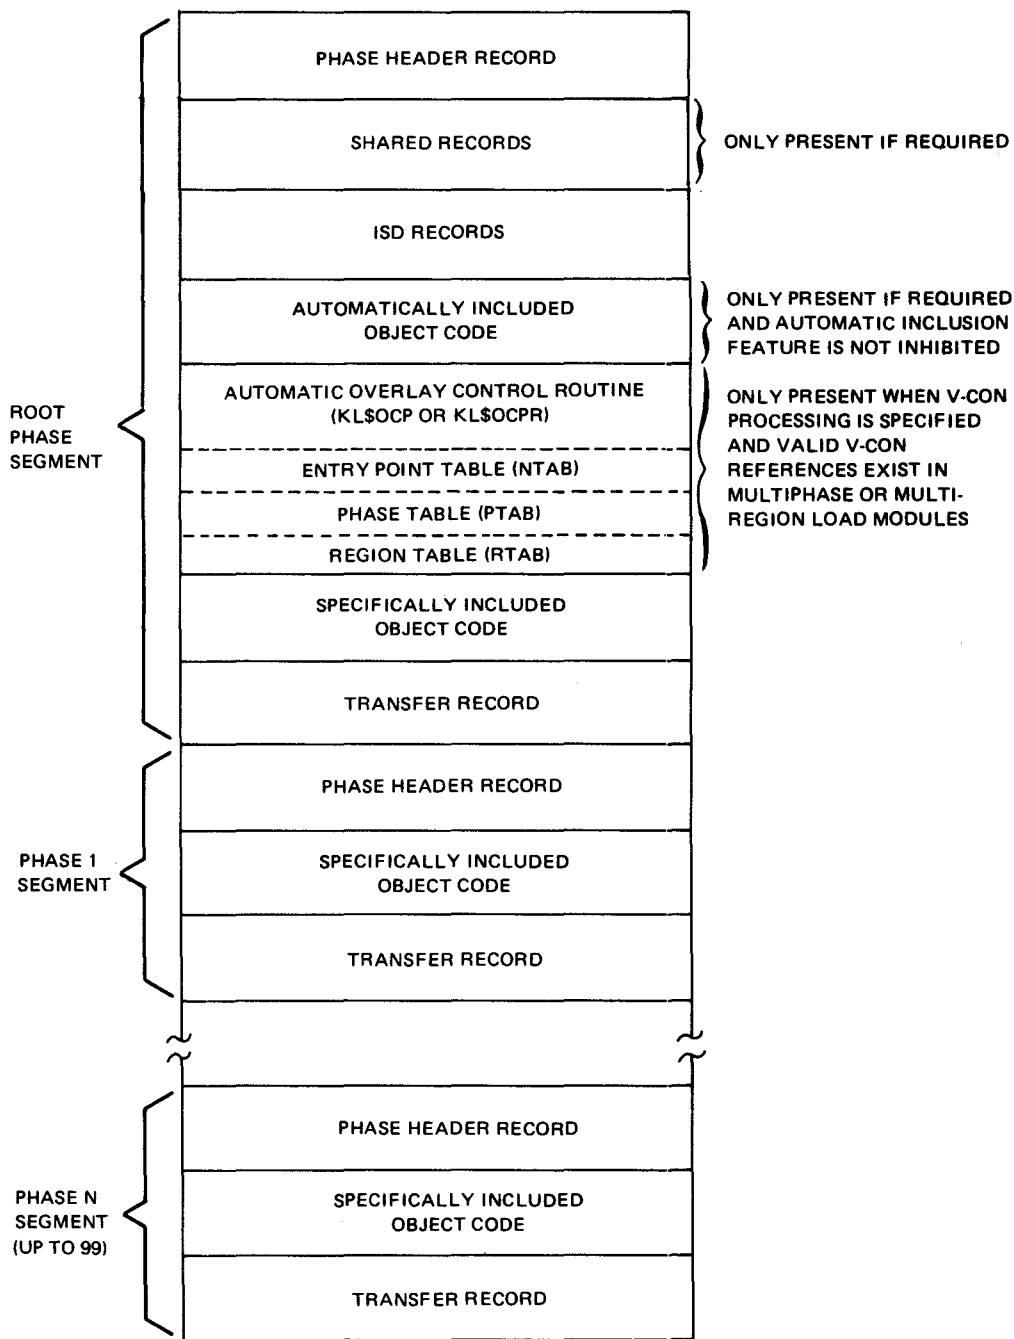 PHASE HEADER RECORD
SHARED RECORDS
ONLY PRESENT IF REQUIRED
ISD RECORDS
AUTOMATICALLY INCLUDED
OBJECT CODE
ONLY PRESENT IF REQUIRED
AND AUTOMATIC INCLUSION
FEATURE IS NOT INHIBITED
ROOT
PHASE
SEGMENT
AUTOMATIC OVERLAY CONTROL ROUTINE
(KL$OCP OR KL$OCPR)
ENTRY POINT TABLE (NTAB)
PHASE TABLE (PTAB)
REGION TABLE (RTAB)
ONLY PRESENT WHEN V-CON
PROCESSING IS SPECIFIED
AND VALID V-CON
REFERENCES EXIST IN
MULTIPHASE OR MULTI-
REGION LOAD MODULES
SPECIFICALLY INCLUDED
OBJECT CODE
TRANSFER RECORD
PHASE 1
SEGMENT
PHASE HEADER RECORD
SPECIFICALLY INCLUDED
OBJECT CODE
TRANSFER RECORD
PHASE N
SEGMENT
(UP TO 99)
PHASE HEADER RECORD
SPECIFICALLY INCLUDED
OBJECT CODE
TRANSFER RECORD